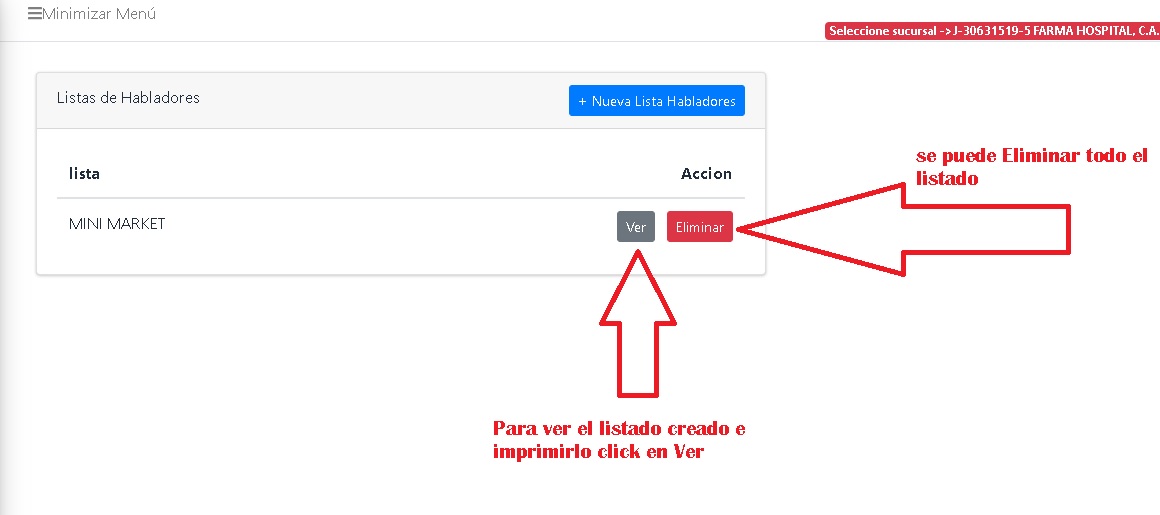 Minimizar Menú
Seleccione sucursal ->J-30631519-5 FARMA HOSPITAL, C.A.
Listas de Habladores
+ Nueva Lista Habladores
lista
Accion
MINI MARKET
Ver
Eliminar
se puede Eliminar todo el
listado
Para ver el listado creado e
imprimirlo click en Ver